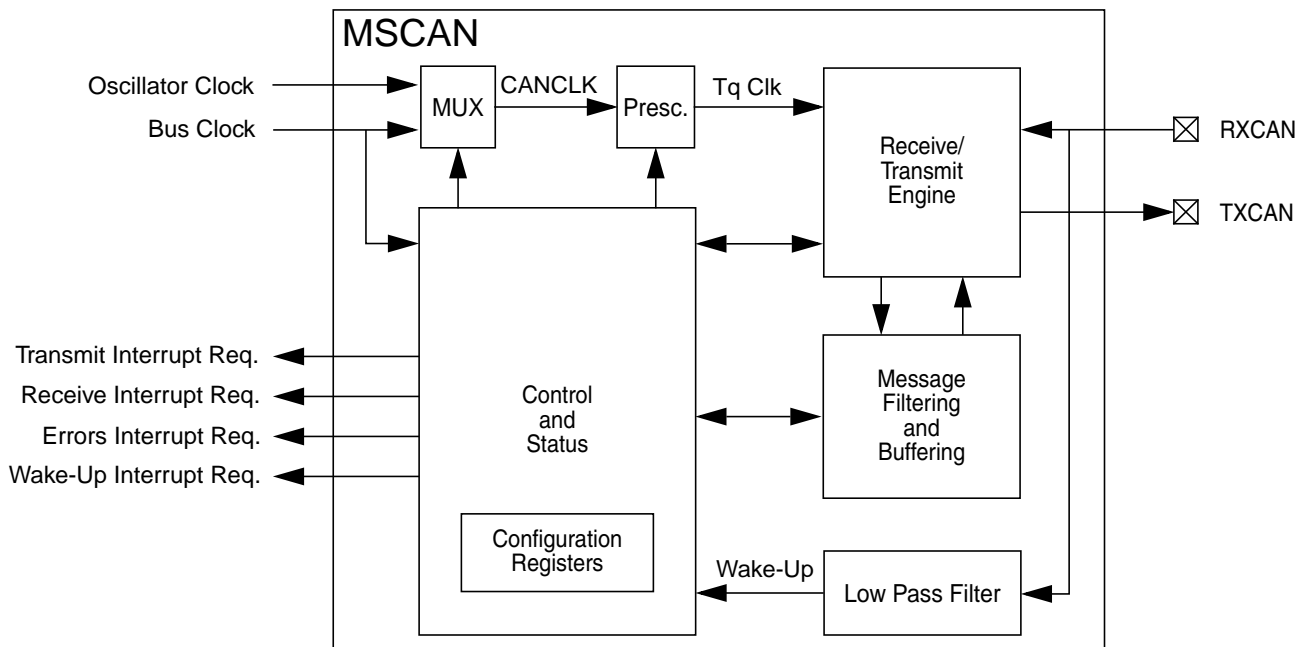 MSCAN
Oscillator Clock
Bus Clock
MUX
CANCLK
Presc.
Tq Clk
Receive/
Transmit
Engine
RXCAN
TXCAN
Transmit Interrupt Req.
Receive Interrupt Req.
Errors Interrupt Req.
Wake-Up Interrupt Req.
Control
and
Status
Message
Filtering
and
Buffering
Configuration
Registers
Wake-Up
Low Pass Filter